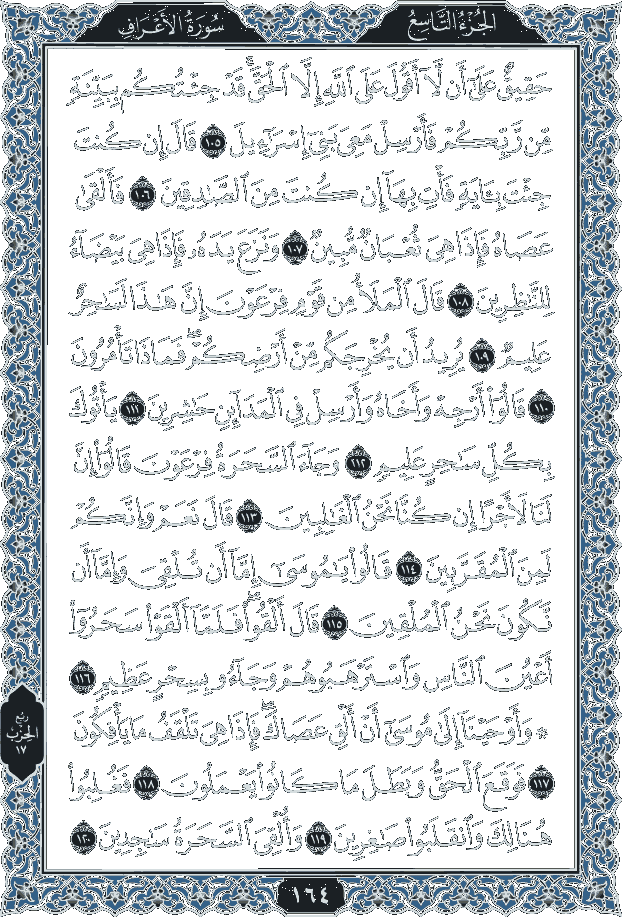 سُورَةُ الْأَعْرَافِ
الجُزْءُ التَّاسِعُ
حَقِيقٌ عَلَىٰٓ أَن لَّآ أَقُولَ عَلَى ٱللَّهِ إِلَّا ٱلْحَقَّۚ قَدْ جِئْتُكُم بِبَيِّنَةٍ
مِّن رَّبِّكُمْ فَأَرْسِلْ مَعِىَ بَنِىٓ إِسْرَٰٓءِيلَ ١٠٥ قَالَ إِن كُنتَ
جِئْتَ بِـَٔايَةٍ فَأْتِ بِهَآ إِن كُنتَ مِنَ ٱلصَّٰدِقِينَ ١٠٦ فَأَلْقَىٰ
عَصَاهُ فَإِذَا هِىَ ثُعْبَانٌ مُّبِينٌ ١٠٧ وَنَزَعَ يَدَهُۥ فَإِذَا هِىَ بَيْضَآءُ
لِلنَّٰظِرِينَ ١٠٨ قَالَ ٱلْمَلَأُ مِن قَوْمِ فِرْعَوْنَ إِنَّ هَٰذَا لَسَٰحِرٌ
عَلِيمٌ ١٠٩ يُرِيدُ أَن يُخْرِجَكُم مِّنْ أَرْضِكُمْۖ فَمَاذَا تَأْمُرُونَ
١١٠ قَالُوٓا۟ أَرْجِهْ وَأَخَاهُ وَأَرْسِلْ فِى ٱلْمَدَآئِنِ حَٰشِرِينَ ١١١ يَأْتُوكَ
بِكُلِّ سَٰحِرٍ عَلِيمٍ ١١٢ وَجَآءَ ٱلسَّحَرَةُ فِرْعَوْنَ قَالُوٓا۟ إِنَّ
لَنَا لَأَجْرًا إِن كُنَّا نَحْنُ ٱلْغَٰلِبِينَ ١١٣ قَالَ نَعَمْ وَإِنَّكُمْ
لَمِنَ ٱلْمُقَرَّبِينَ ١١٤ قَالُوا۟ يَٰمُوسَىٰٓ إِمَّآ أَن تُلْقِىَ وَإِمَّآ أَن
نَّكُونَ نَحْنُ ٱلْمُلْقِينَ ١١٥ قَالَ أَلْقُوا۟ۖ فَلَمَّآ أَلْقَوْا۟ سَحَرُوٓا۟
أَعْيُنَ ٱلنَّاسِ وَٱسْتَرْهَبُوهُمْ وَجَآءُو بِسِحْرٍ عَظِيمٍ ١١٦
۞ وَأَوْحَيْنَآ إِلَىٰ مُوسَىٰٓ أَنْ أَلْقِ عَصَاكَۖ فَإِذَا هِىَ تَلْقَفُ مَا يَأْفِكُونَ
١١٧ فَوَقَعَ ٱلْحَقُّ وَبَطَلَ مَا كَانُوا۟ يَعْمَلُونَ ١١٨ فَغُلِبُوا۟
هُنَالِكَ وَٱنقَلَبُوا۟ صَٰغِرِينَ ١١٩ وَأُلْقِىَ ٱلسَّحَرَةُ سَٰجِدِينَ ١٢٠
ربع
الحزب
١٧
١٦٤